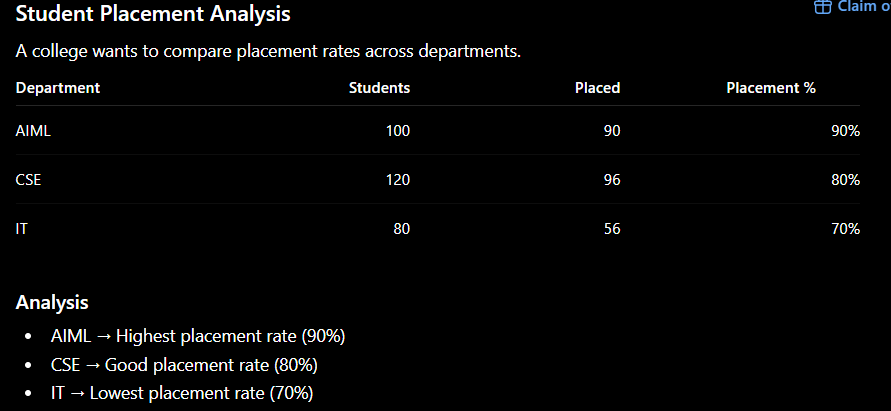 Student Placement Analysis
Claim o
A college wants to compare placement rates across departments.
Department Students Placed Placement %
AIML 100 90 90%
CSE 120 96 80%
IT 80 56 70%
Analysis
• AIML → Highest placement rate (90%)
• CSE → Good placement rate (80%)
• IT → Lowest placement rate (70%)